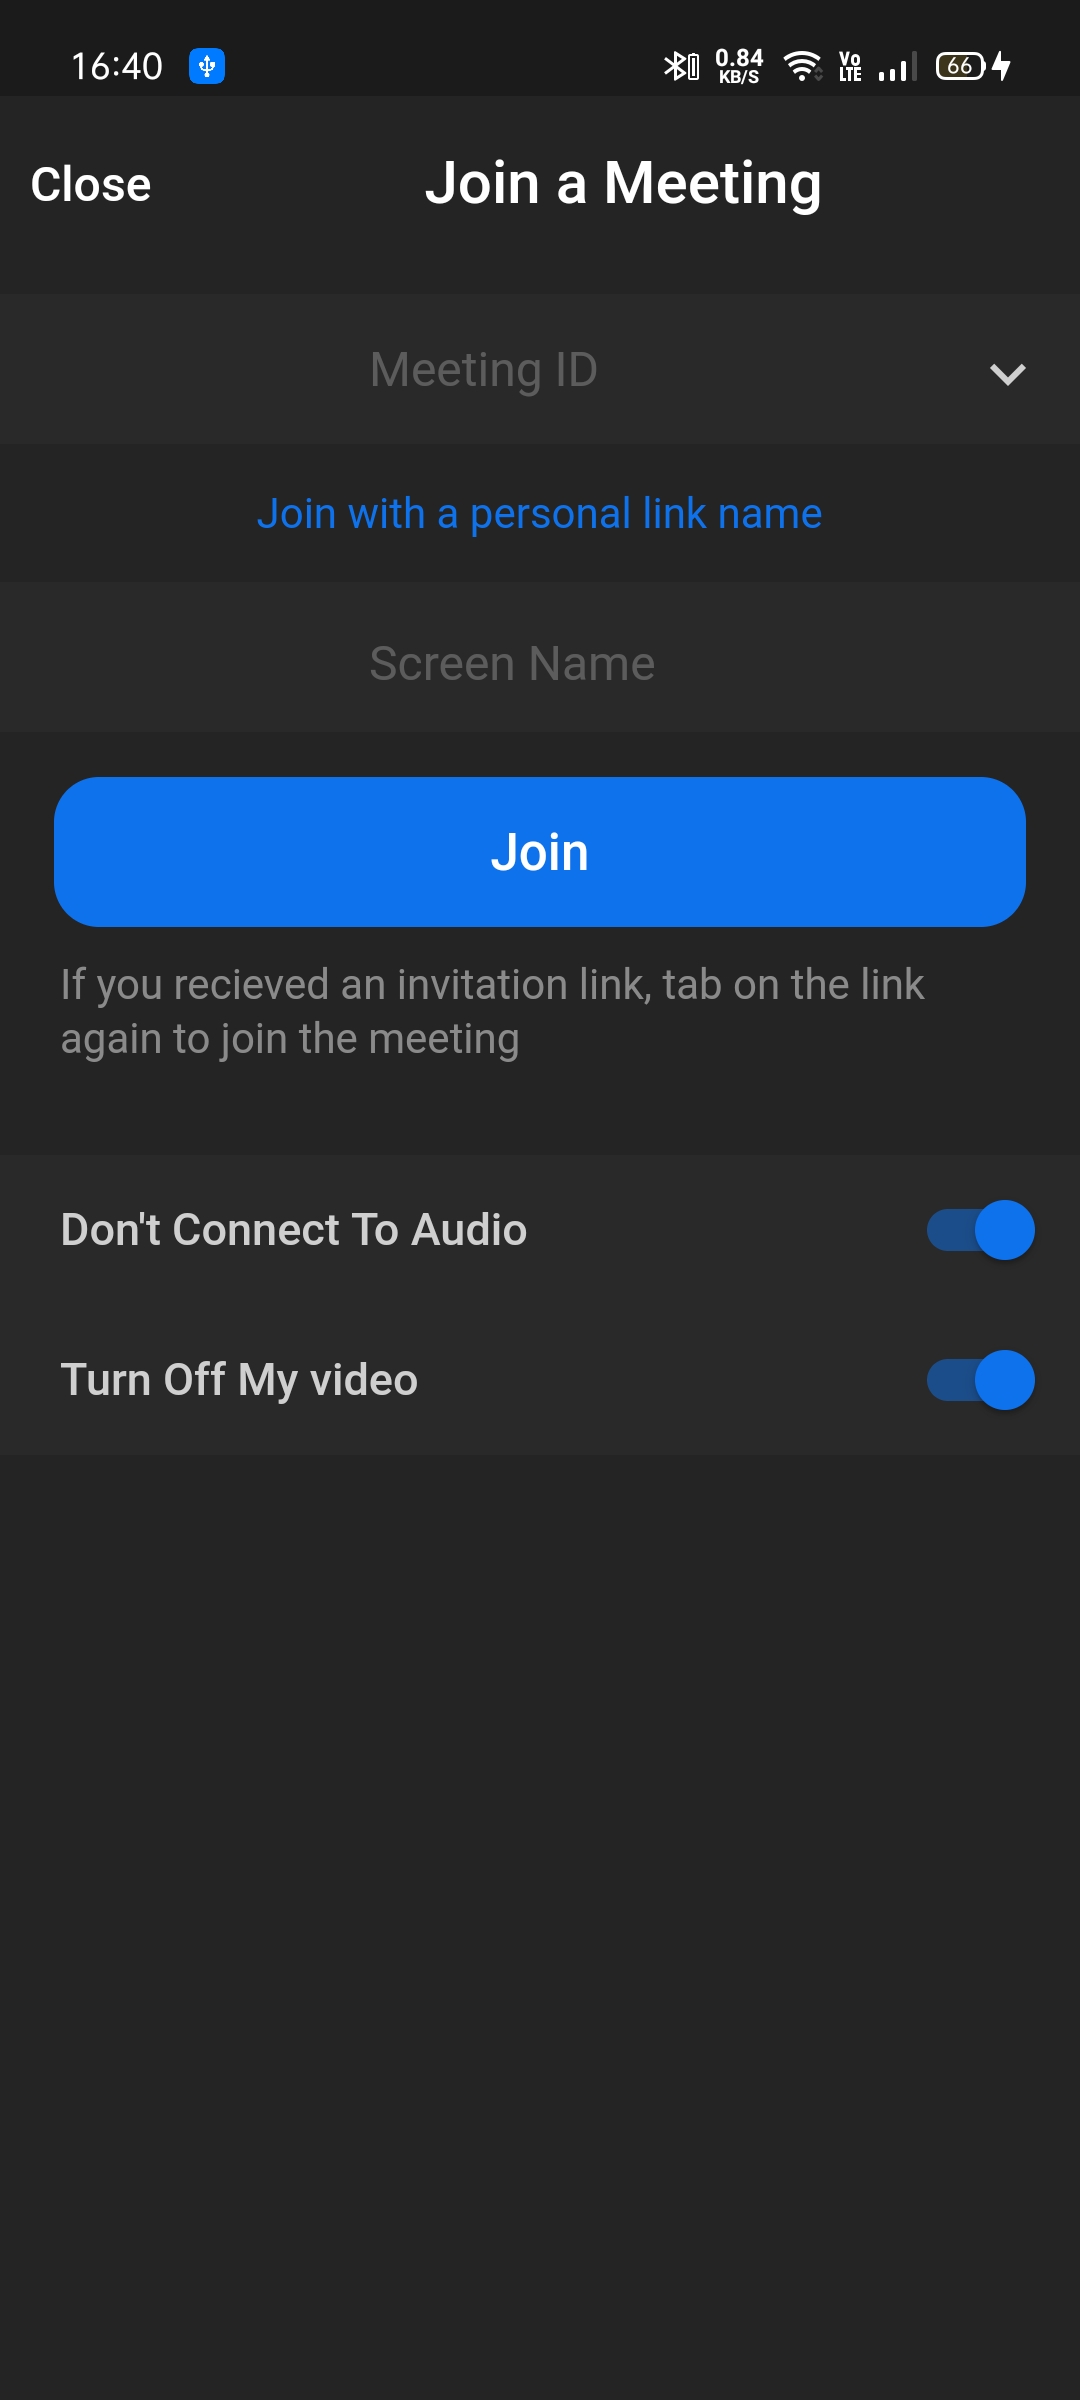 16:40 0.84 KB/S Vo LTE 66
Close Join a Meeting
Meeting ID
Join with a personal link name
Screen Name
Join
If you recieved an invitation link, tab on the link
again to join the meeting
Don't Connect To Audio
Turn Off My video